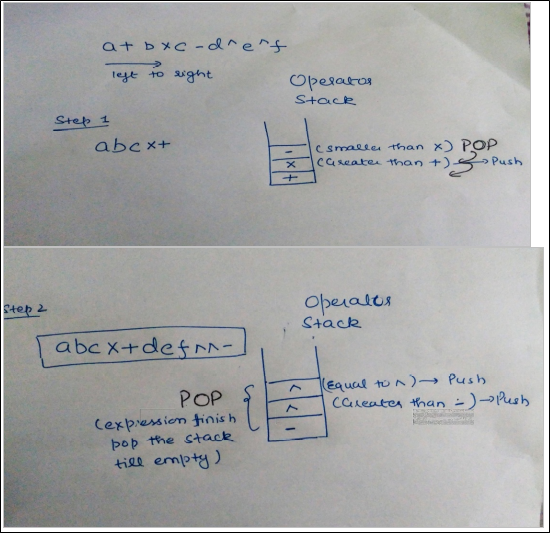 a + b × c - d ^ e ^ f
left to right
Operator
Stack
Step 1
abc×+
- (smaller than ×) POP
× (Greater than +) → Push
+
Step 2
Operator
Stack
abc×+def^^-
^ (Equal to ^) → Push
^ (Greater than -) → Push
-
POP
(expression finish
pop the stack
till empty)